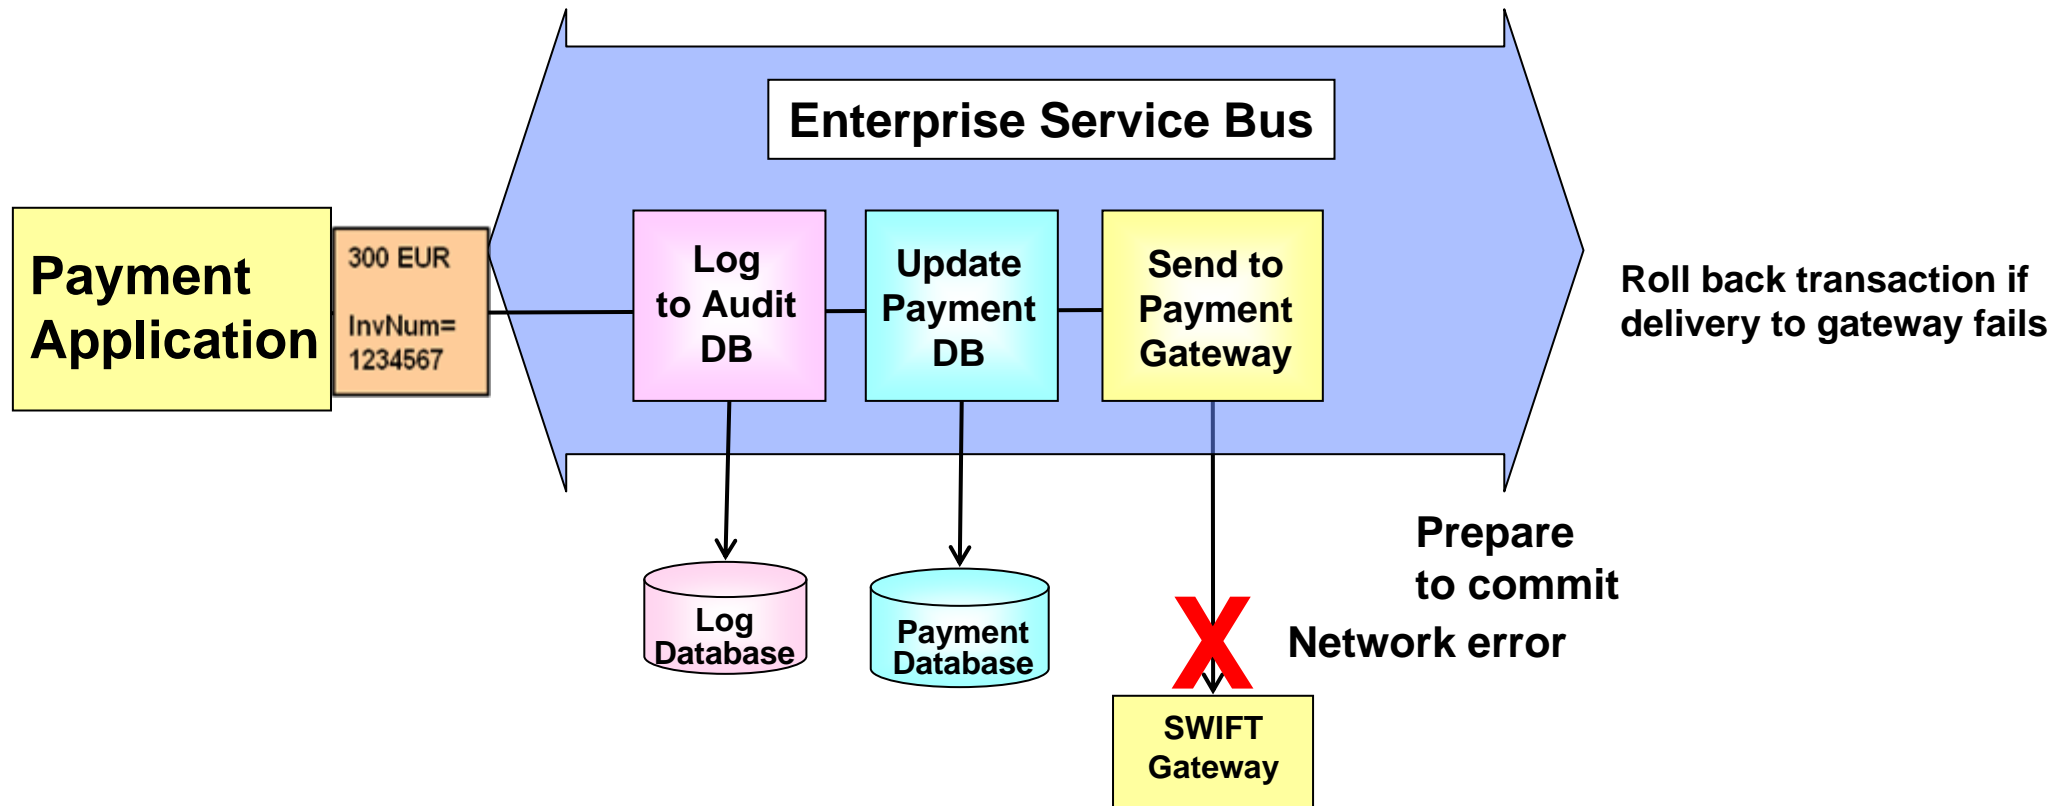 Enterprise Service Bus
Payment
Application
300 EUR
InvNum=
1234567
Log
to Audit
DB
Update
Payment
DB
Send to
Payment
Gateway
Roll back transaction if
delivery to gateway fails
Prepare
to commit
Network error
X
Log
Database
Payment
Database
SWIFT
Gateway